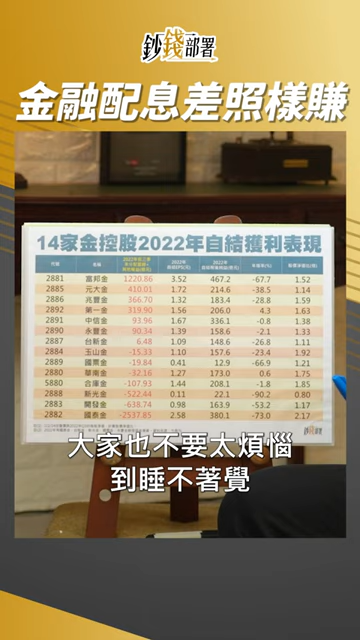 鈔錢部署
金融配息差照樣賺
14家金控股2022年自結獲利表現
2881 富邦金 1220.86 3.52 467.2 -67.7 1.52
2885 元大金 410.01 1.72 214.6 -38.5 1.14
2886 兆豐金 366.70 1.32 183.4 -28.8 1.59
2892 第一金 319.90 1.56 206.0 4.3 1.63
2891 中信金 93.96 1.67 336.1 -0.8 1.38
2890 永豐金 90.34 1.39 158.6 -2.1 1.33
2887 台新金 6.48 1.09 148.6 -26.8 1.11
2884 玉山金 -15.33 1.10 157.6 -23.4 1.92
2889 國票金 -19.84 0.41 12.9 -66.9 1.21
2880 華南金 -32.16 1.27 173.0 0.6 1.75
5880 合庫金 -107.93 1.44 208.1 -1.8 1.85
2888 新光金 -522.44 0.11 22.1 -90.2 0.80
2883 開發金 -638.74 0.98 163.9 -53.2 1.17
2882 國泰金 -2537.85 2.58 380.1 -73.0 2.17
大家也不要太煩惱
到睡不著覺